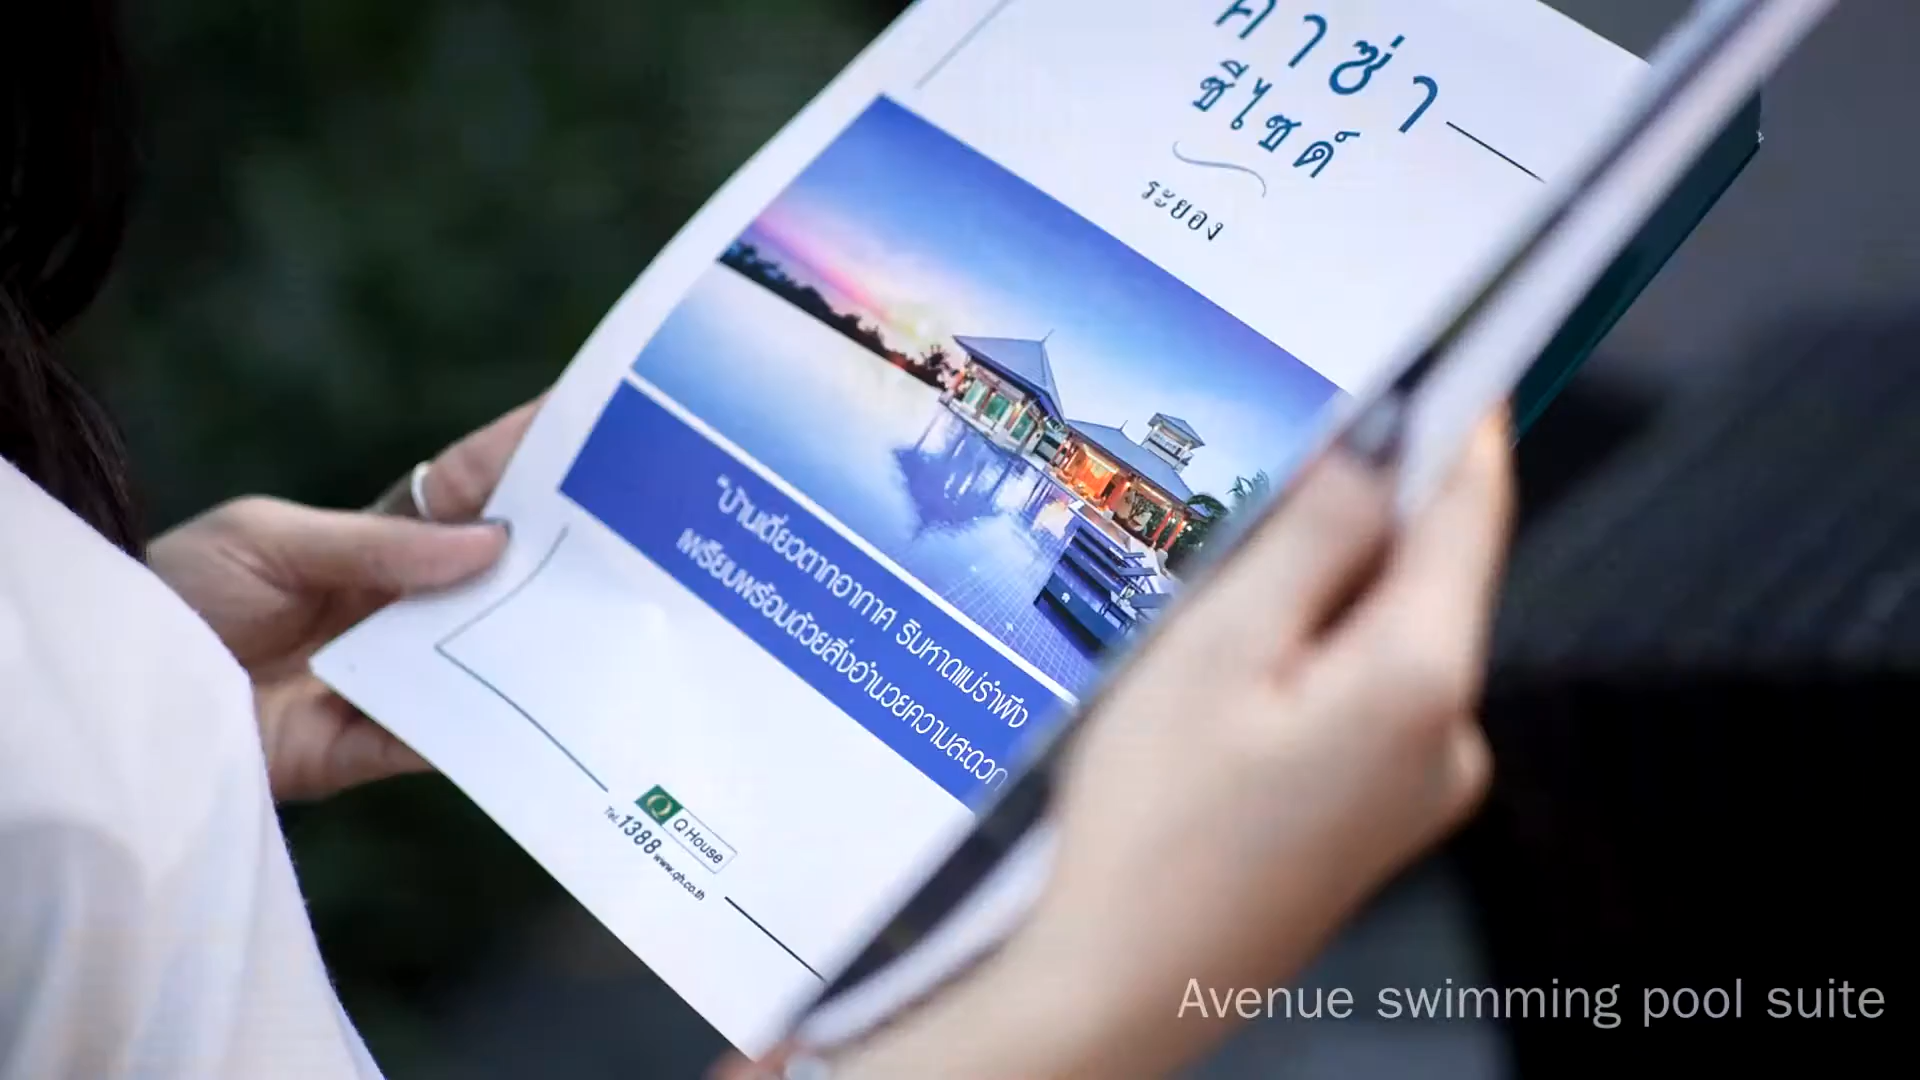 คาซ่า
ซีไซด์
ระยอง
“บ้านเดี่ยวตากอากาศ ริมหาดแม่รำพึง
เพรียบพร้อมด้วยสิ่งอำนวยความสะดวก
Q Q House
Tel.1388 www.qh.co.th
Avenue swimming pool suite